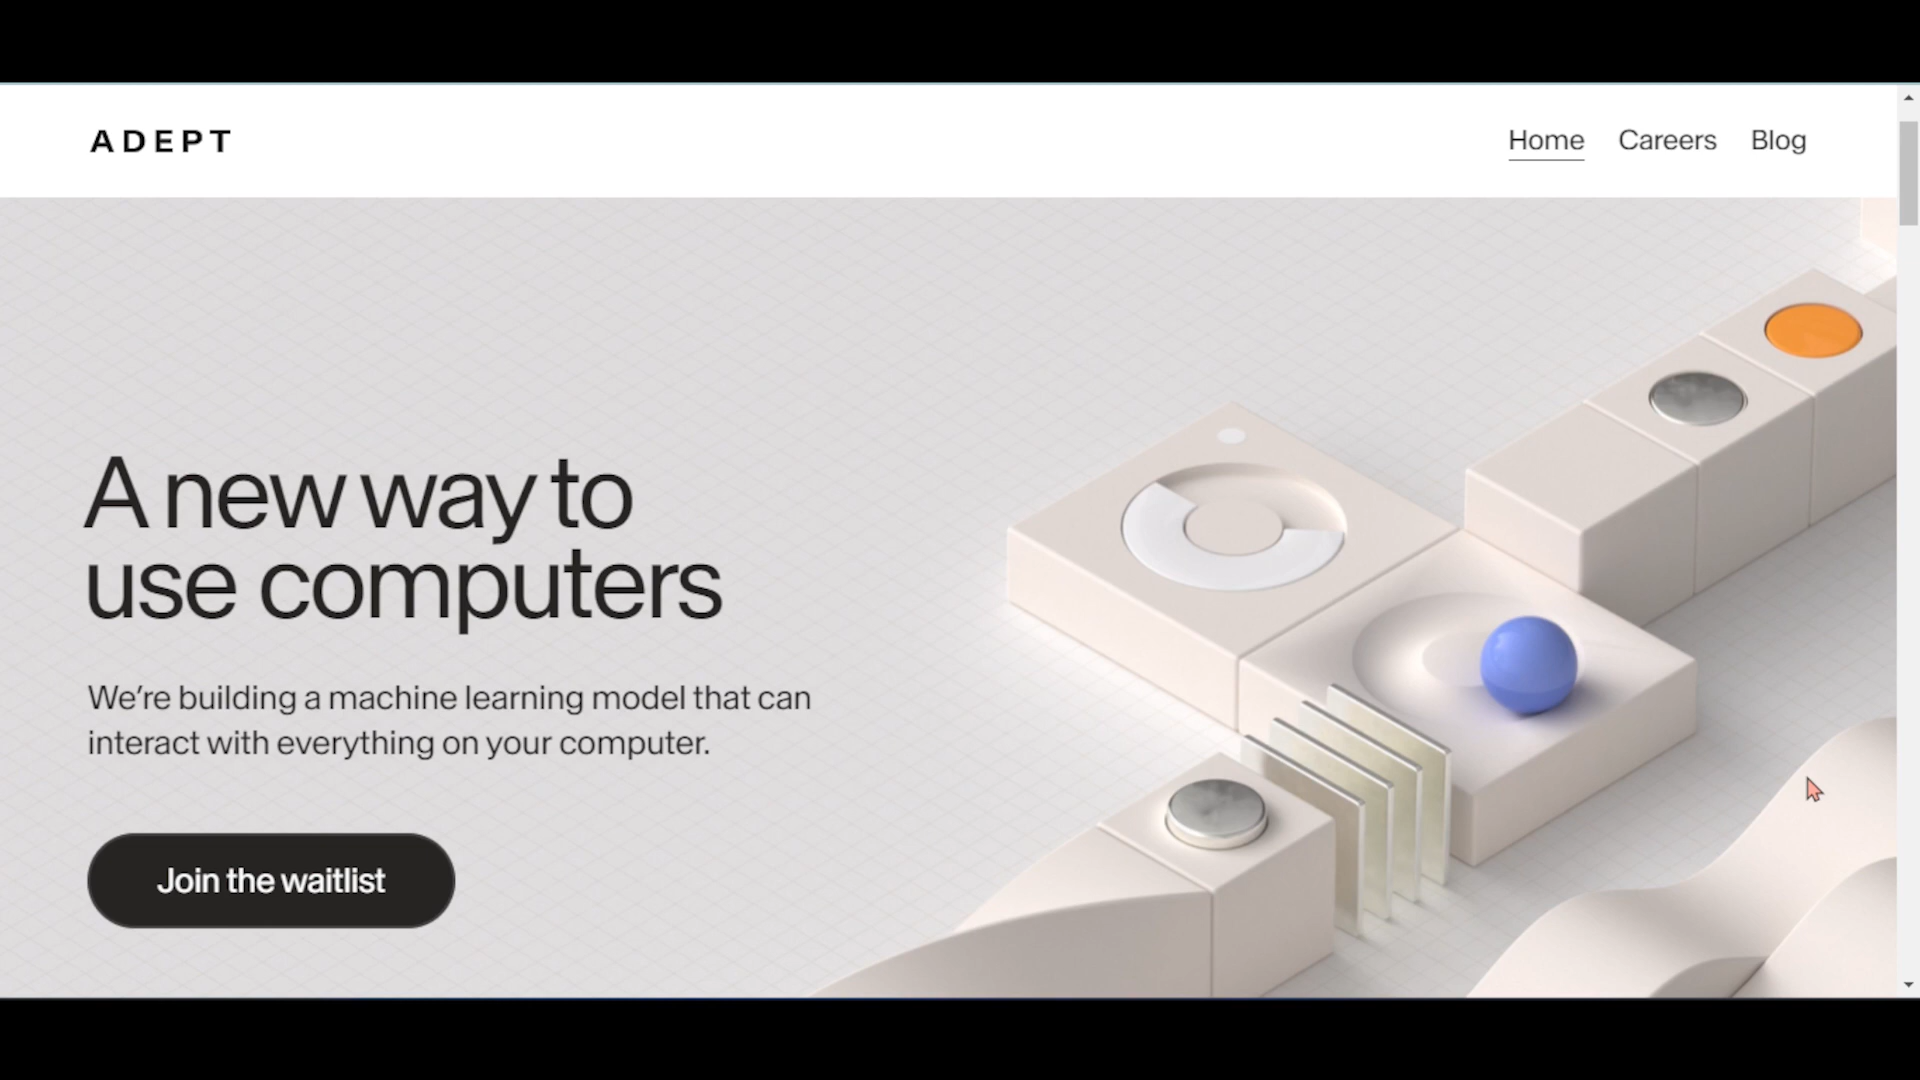 ADEPT
Home Careers Blog
A new way to
use computers
We're building a machine learning model that can
interact with everything on your computer.
Join the waitlist